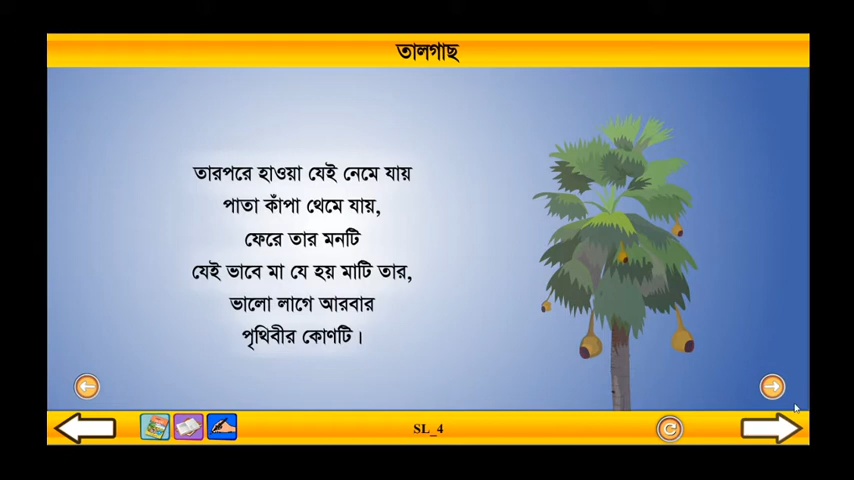 তালগাছ
তারপরে হাওয়া যেই নেমে যায়
পাতা কাঁপা থেমে যায়,
ফেরে তার মনটি
যেই ভাবে মা যে হয় মাটি তার,
ভালো লাগে আরবার
পৃথিবীর কোণটি।
SL_4